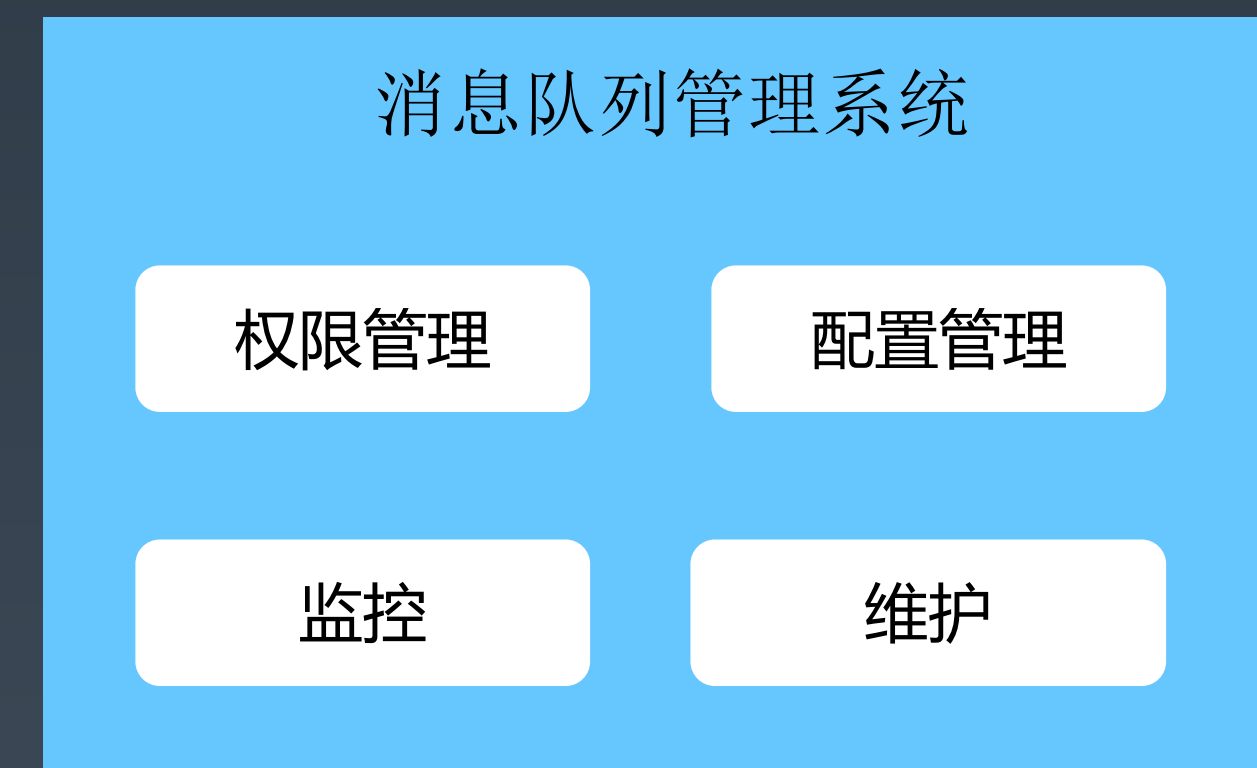 消息队列管理系统
权限管理
配置管理
监控
维护